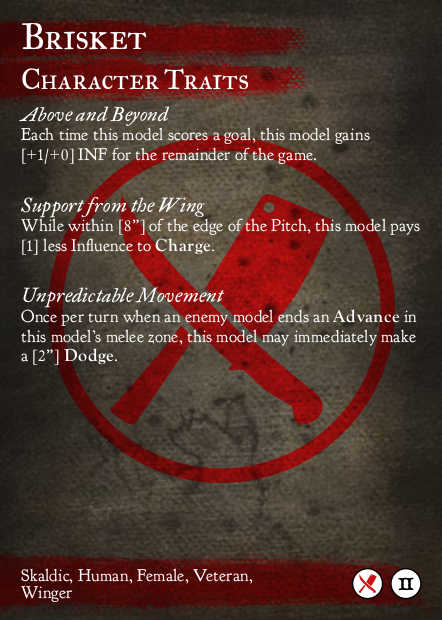 Brisket
Character Traits
Above and Beyond
Each time this model scores a goal, this model gains
[+1/+0] INF for the remainder of the game.
Support from the Wing
While within [8"] of the edge of the Pitch, this model pays
[1] less Influence to Charge.
Unpredictable Movement
Once per turn when an enemy model ends an Advance in
this model's melee zone, this model may immediately make
a [2"] Dodge.
Skaldic, Human, Female, Veteran,
Winger
II